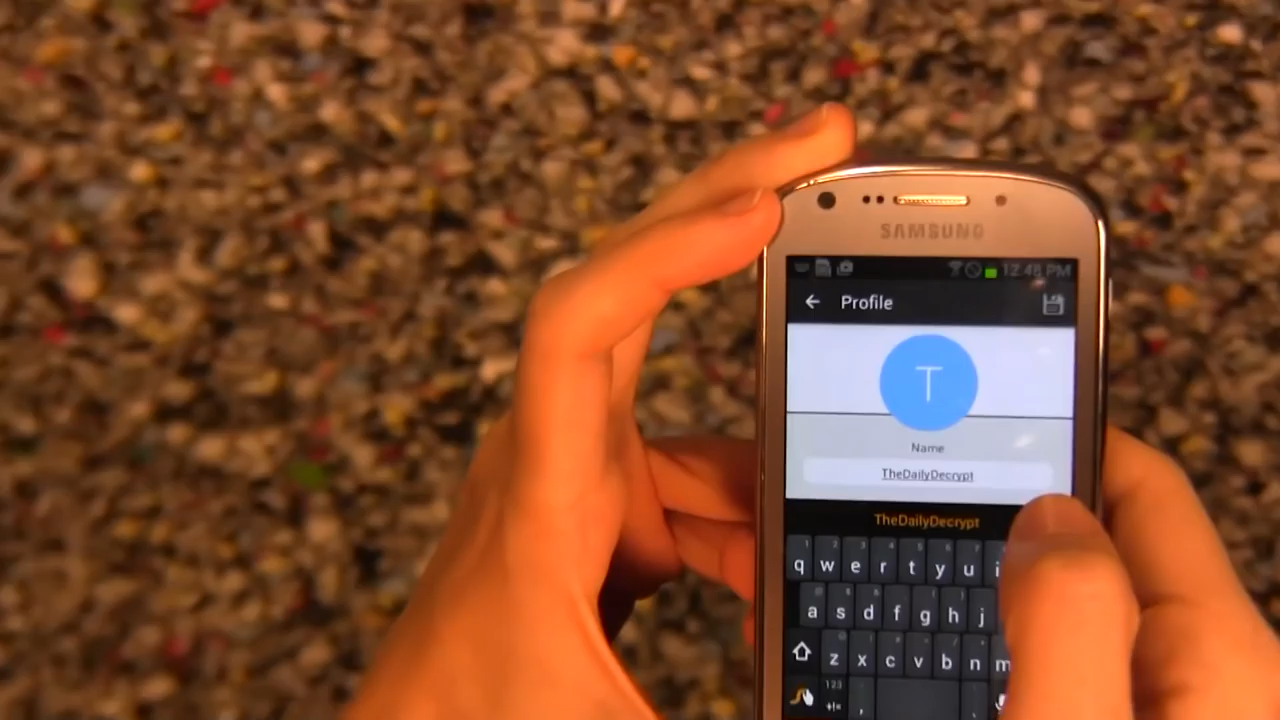 SAMSUNG
12:48 PM
Profile
T
Name
TheDailyDecrypt
TheDailyDecrypt
q w e r t y u i
a s d f g h j
z x c v b n m
123